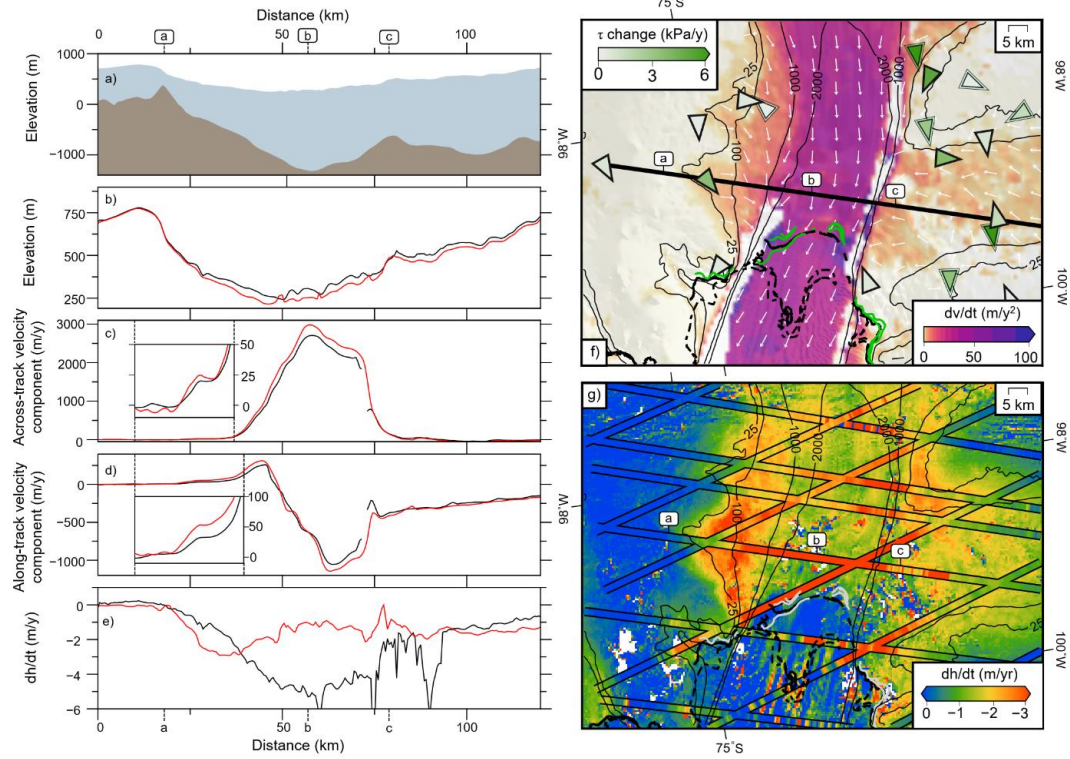 Distance (km)
0 50 100
a b c
1000
0
−1000
Elevation (m)
a)
750
500
250
Elevation (m)
b)
3000
2000
1000
0
Across-track velocity
component (m/y)
c)
50
25
0
0
−500
−1000
Along-track velocity
component (m/y)
d)
100
50
0
0
−2
−4
−6
dh/dt (m/y)
e)
0 a 50 b c 100
Distance (km)
75°S
τ change (kPa/y)
0 3 6
5 km
98°W
98°W
100°W
25
1000
2000
2000
1000
25
100
25
25
a
b
c
f)
dv/dt (m/y²)
0 50 100
g)
5 km
98°W
98°W
100°W
25
1000
2000
1000
25
100
25
25
a
b
c
dh/dt (m/yr)
0 −1 −2 −3
75°S